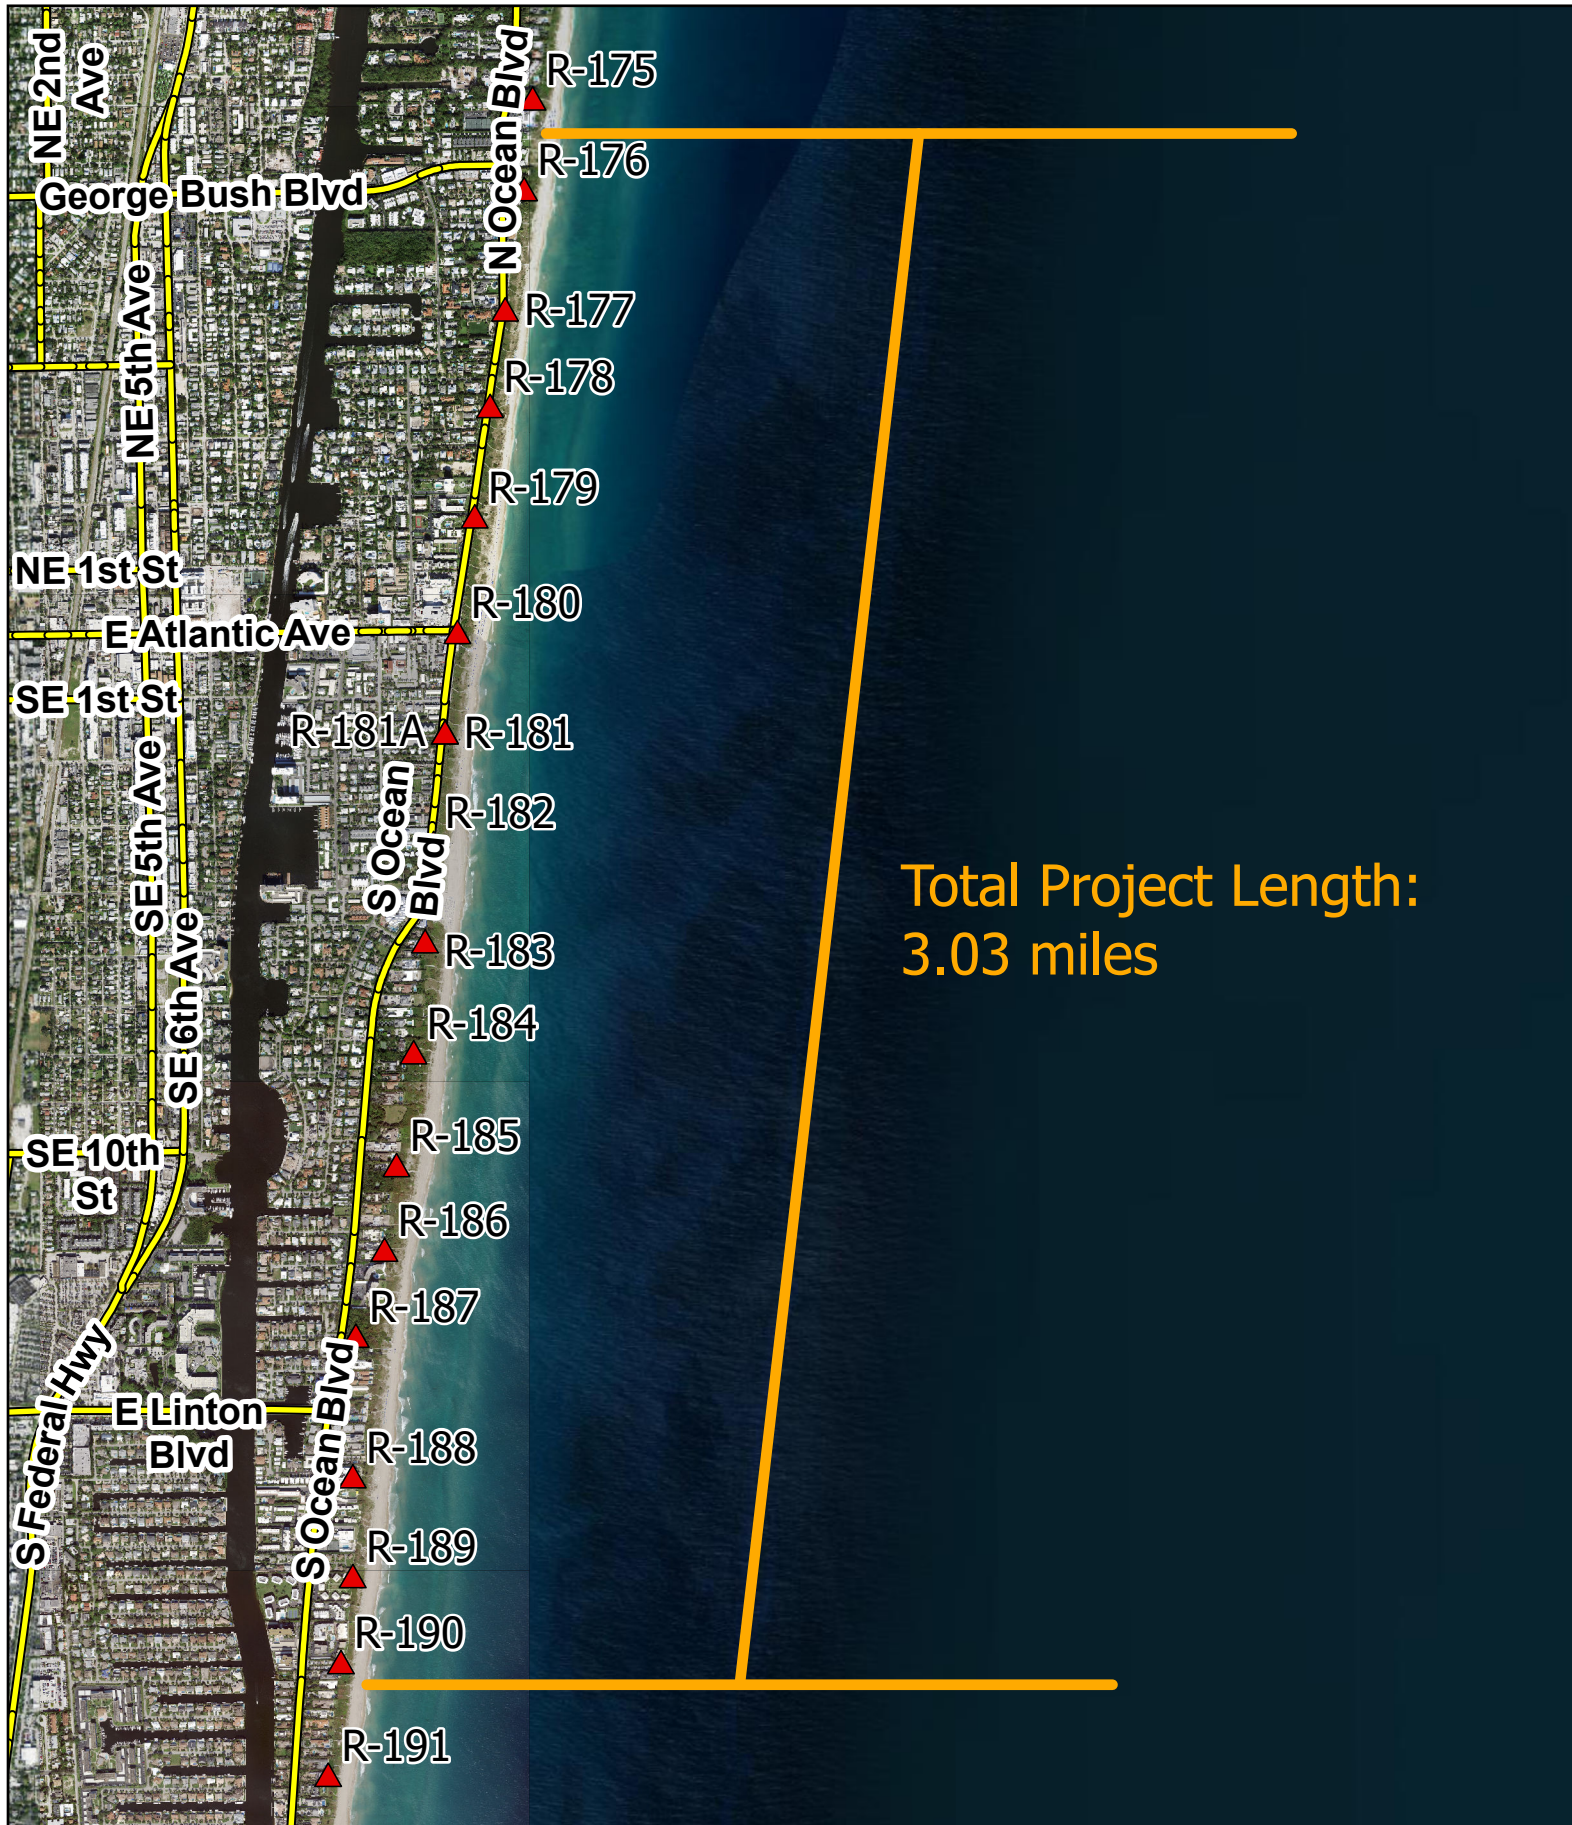 NE 2nd
Ave
N Ocean Blvd
R-175
R-176
George Bush Blvd
R-177
NE 5th Ave
R-178
R-179
NE 1st St
R-180
E Atlantic Ave
SE 1st St
R-181A
R-181
SE 5th Ave
S Ocean
Blvd
R-182
Total Project Length:
3.03 miles
R-183
SE 6th Ave
R-184
R-185
SE 10th
St
R-186
R-187
S Federal Hwy
E Linton
Blvd
S Ocean Blvd
R-188
R-189
R-190
R-191